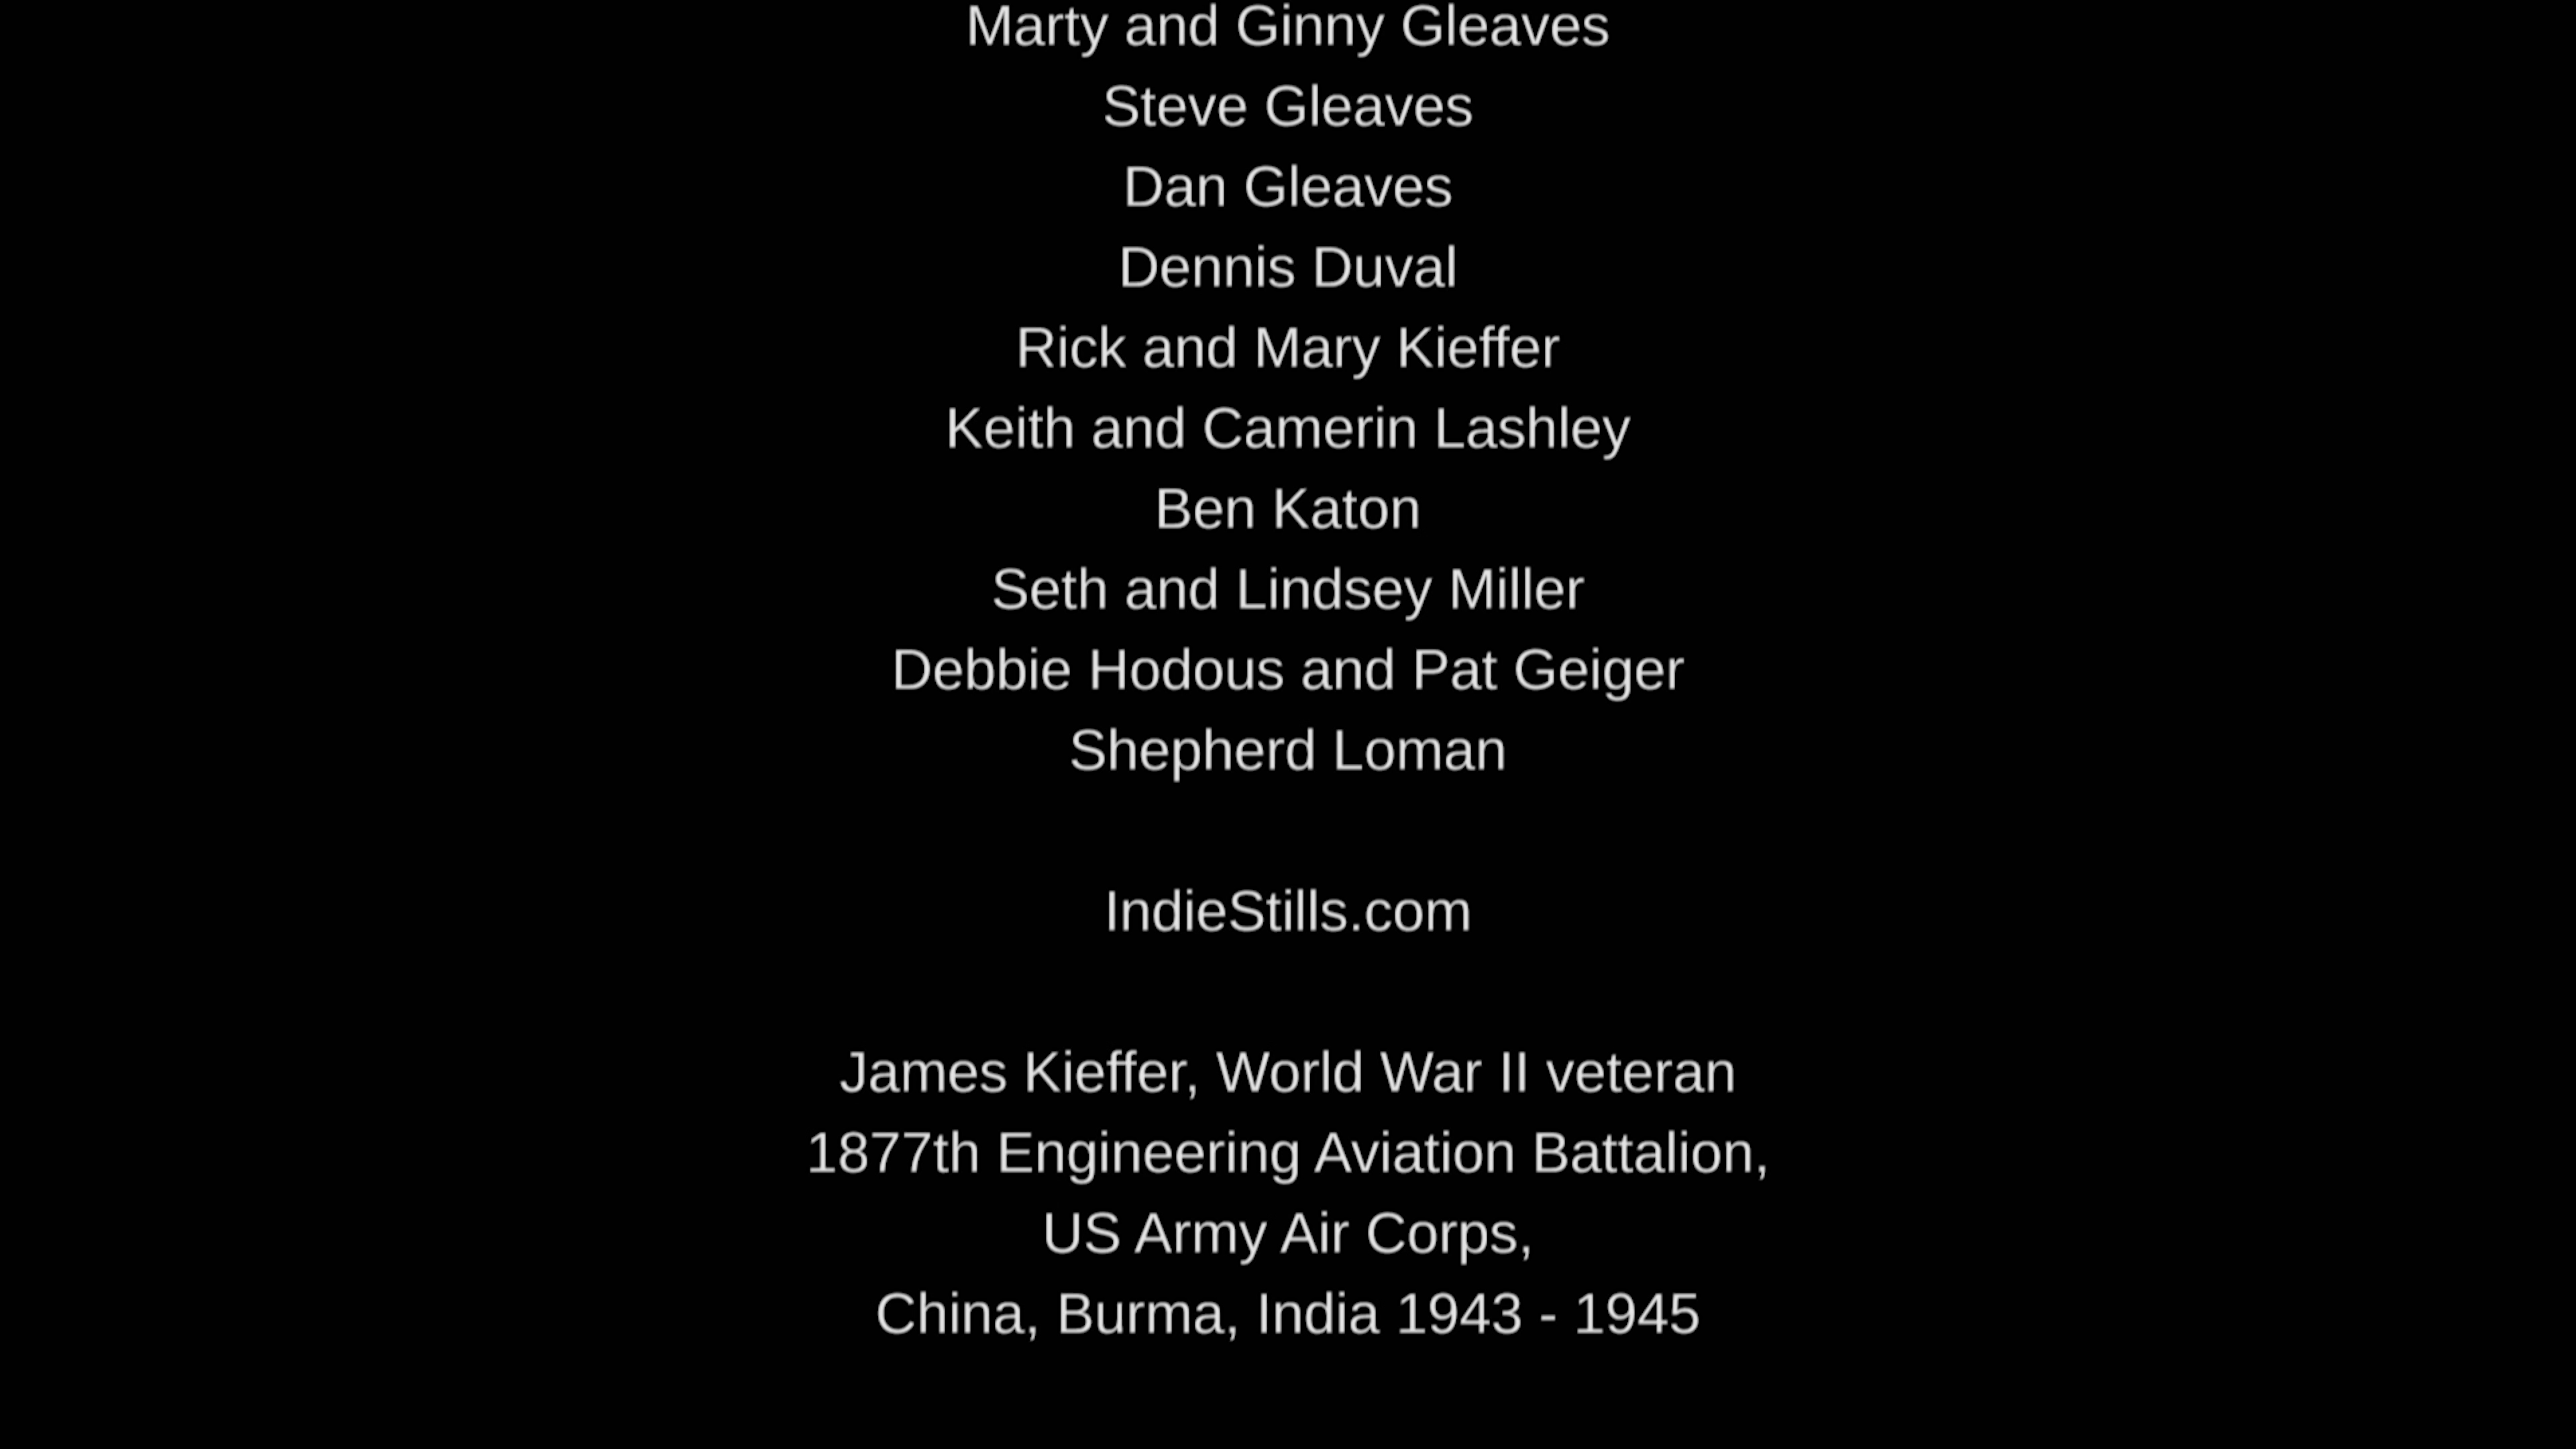 Marty and Ginny Gleaves
Steve Gleaves
Dan Gleaves
Dennis Duval
Rick and Mary Kieffer
Keith and Camerin Lashley
Ben Katon
Seth and Lindsey Miller
Debbie Hodous and Pat Geiger
Shepherd Loman
IndieStills.com
James Kieffer, World War II veteran
1877th Engineering Aviation Battalion,
US Army Air Corps,
China, Burma, India 1943 - 1945